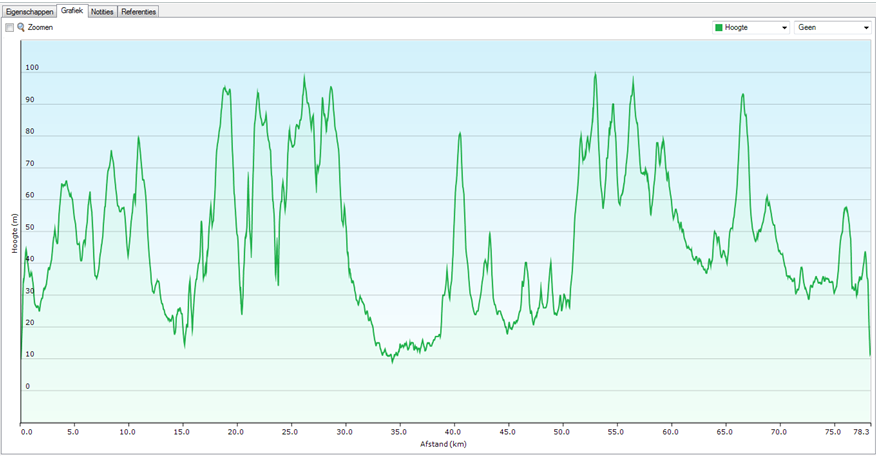 Eigenschappen Grafiek Notities Referenties
Zoomen Hoogte Geen
100
90
80
70
60
50
40
30
20
10
0
Hoogte (m)
0.0 5.0 10.0 15.0 20.0 25.0 30.0 35.0 40.0 45.0 50.0 55.0 60.0 65.0 70.0 75.0 78.3
Afstand (km)